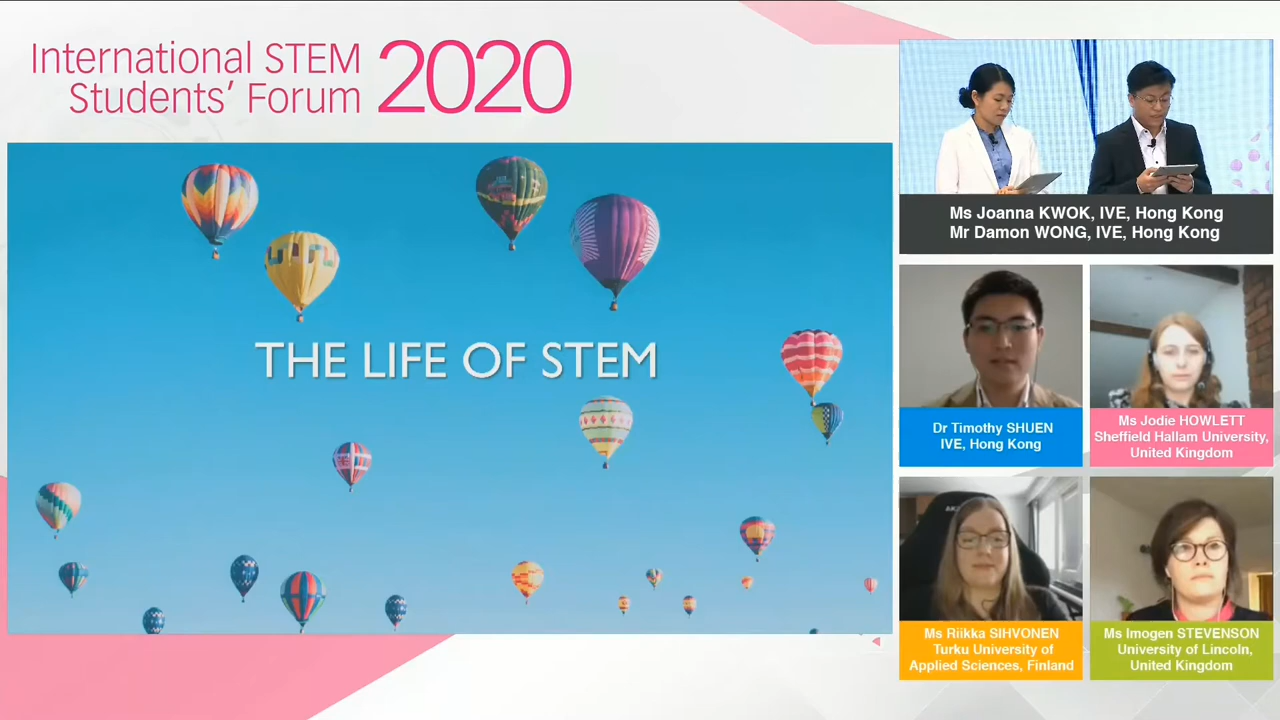 International STEM
Students' Forum
2020
THE LIFE OF STEM
Ms Joanna KWOK, IVE, Hong Kong
Mr Damon WONG, IVE, Hong Kong
Dr Timothy SHUEN
IVE, Hong Kong
Ms Jodie HOWLETT
Sheffield Hallam University,
United Kingdom
Ms Riikka SIHVONEN
Turku University of
Applied Sciences, Finland
Ms Imogen STEVENSON
University of Lincoln,
United Kingdom